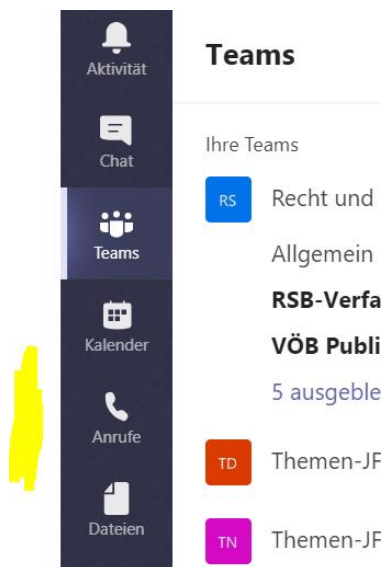 Aktivität
Chat
Teams
Kalender
Anrufe
Dateien
Teams
Ihre Teams
RS Recht und
Allgemein
RSB-Verfa
VÖB Publi
5 ausgeble
TD Themen-JF
TN Themen-JF